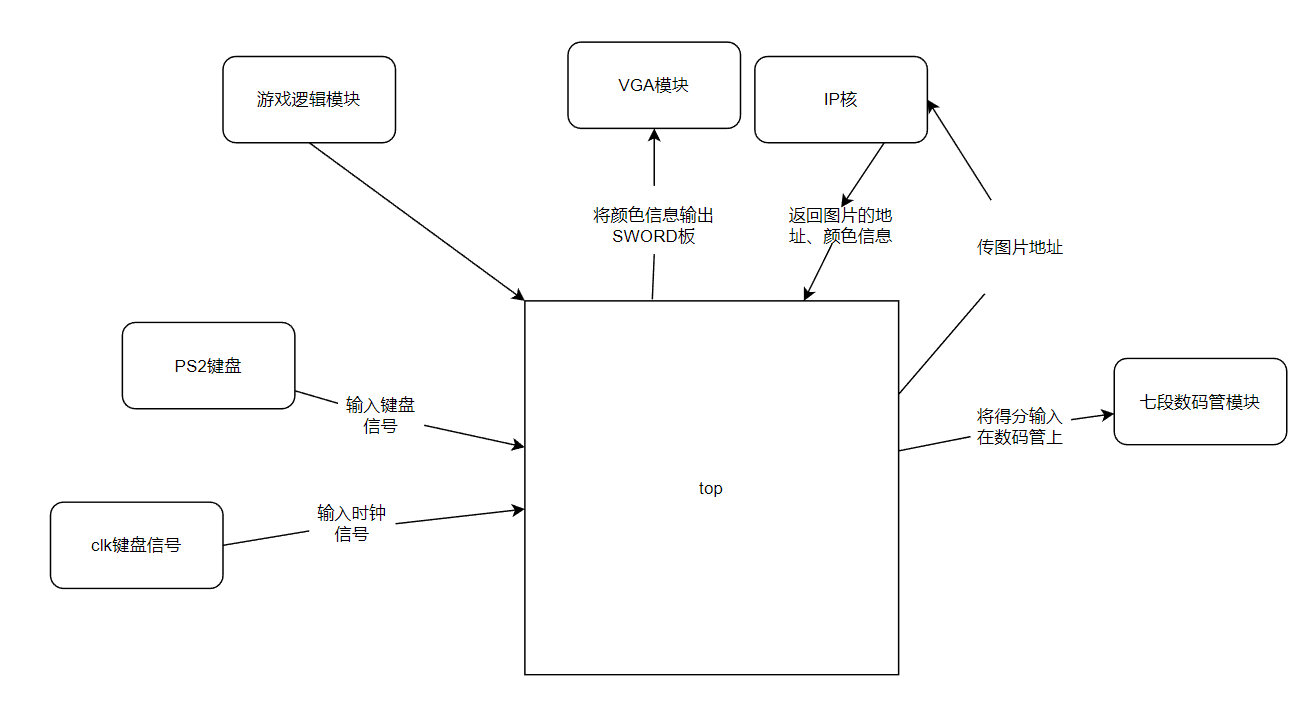 游戏逻辑模块
VGA模块
IP核
将颜色信息输出
SWORD板
返回图片的地
址、颜色信息
传图片地址
PS2键盘
输入键盘
信号
七段数码管模块
将得分输入
在数码管上
top
输入时钟
信号
clk键盘信号